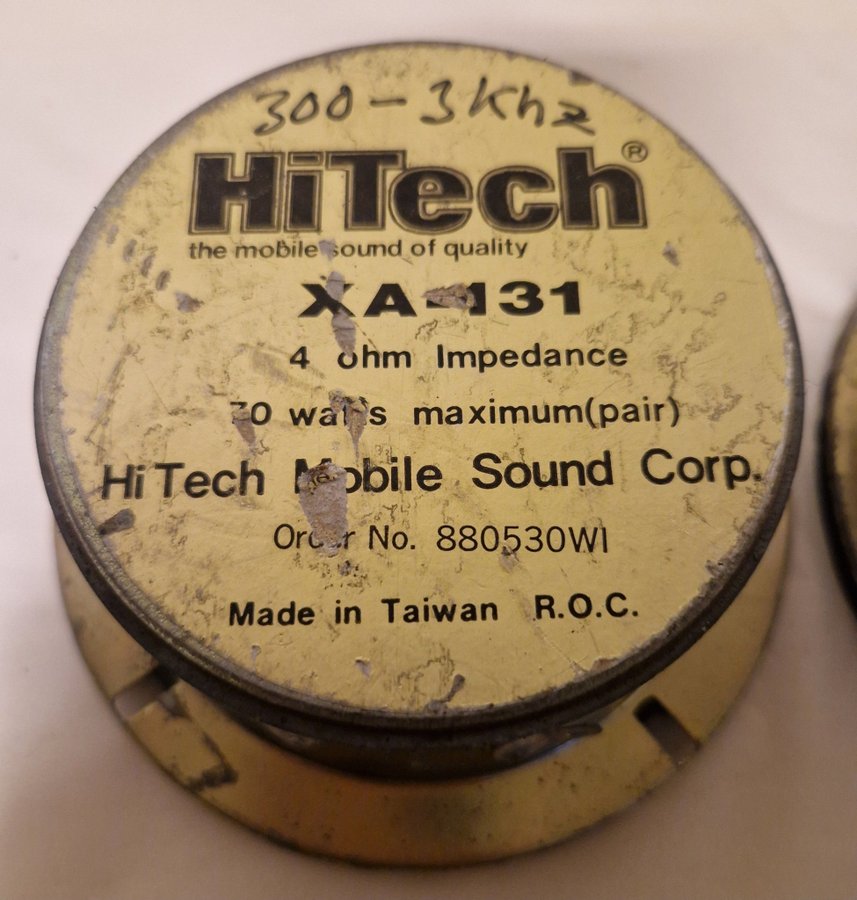 300 - 3Khz
HiTech®
the mobile sound of quality
XA-131
4 ohm Impedance
maximum(pair)
HiTech Mobile Sound Corp.
Order No. 880530WI
Made in Taiwan R.O.C.